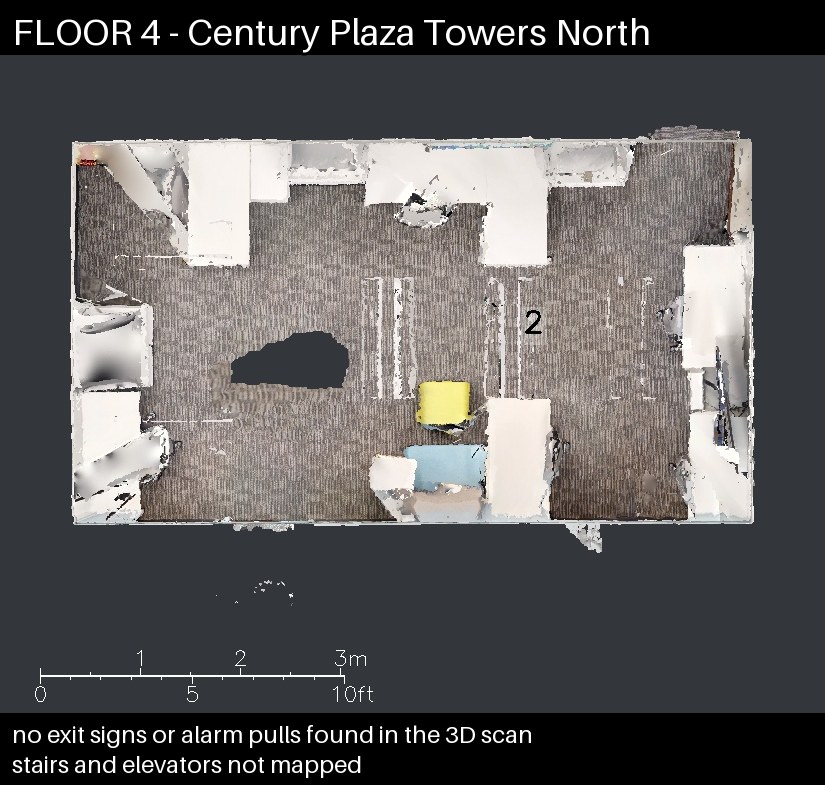 FLOOR 4 - Century Plaza Towers North
2
1 2 3m
0 5 10ft
no exit signs or alarm pulls found in the 3D scan
stairs and elevators not mapped